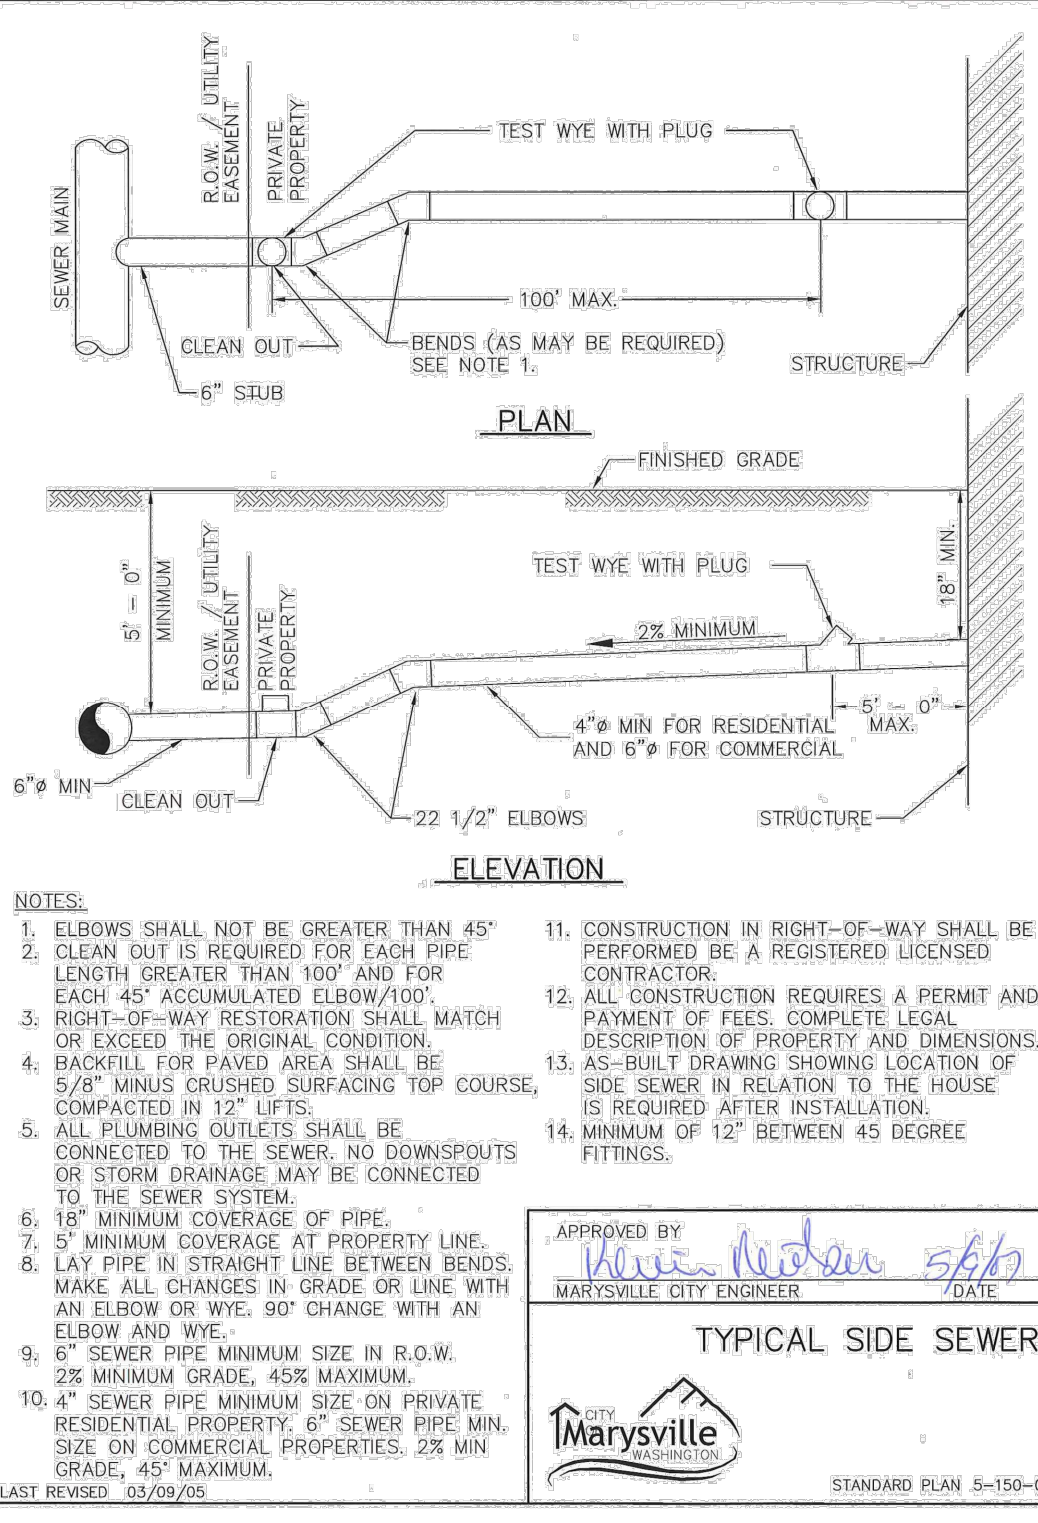 R.O.W. / UTILITY
EASEMENT
PRIVATE
PROPERTY
SEWER MAIN
TEST WYE WITH PLUG
100' MAX.
CLEAN OUT
BENDS (AS MAY BE REQUIRED)
SEE NOTE 1.
STRUCTURE
6" STUB
PLAN
FINISHED GRADE
5' - 0"
MINIMUM
R.O.W. / UTILITY
EASEMENT
PRIVATE
PROPERTY
TEST WYE WITH PLUG
18" MIN.
2% MINIMUM
5' - 0"
MAX.
4"ø MIN FOR RESIDENTIAL
AND 6"ø FOR COMMERCIAL
6"ø MIN
CLEAN OUT
22 1/2" ELBOWS
STRUCTURE
ELEVATION
NOTES:
1. ELBOWS SHALL NOT BE GREATER THAN 45°
2. CLEAN OUT IS REQUIRED FOR EACH PIPE
LENGTH GREATER THAN 100' AND FOR
EACH 45° ACCUMULATED ELBOW/100'.
3. RIGHT-OF-WAY RESTORATION SHALL MATCH
OR EXCEED THE ORIGINAL CONDITION.
4. BACKFILL FOR PAVED AREA SHALL BE
5/8" MINUS CRUSHED SURFACING TOP COURSE,
COMPACTED IN 12" LIFTS.
5. ALL PLUMBING OUTLETS SHALL BE
CONNECTED TO THE SEWER. NO DOWNSPOUTS
OR STORM DRAINAGE MAY BE CONNECTED
TO THE SEWER SYSTEM.
6. 18" MINIMUM COVERAGE OF PIPE.
7. 5' MINIMUM COVERAGE AT PROPERTY LINE.
8. LAY PIPE IN STRAIGHT LINE BETWEEN BENDS.
MAKE ALL CHANGES IN GRADE OR LINE WITH
AN ELBOW OR WYE. 90° CHANGE WITH AN
ELBOW AND WYE.
9. 6" SEWER PIPE MINIMUM SIZE IN R.O.W.
2% MINIMUM GRADE, 45% MAXIMUM.
10. 4" SEWER PIPE MINIMUM SIZE ON PRIVATE
RESIDENTIAL PROPERTY. 6" SEWER PIPE MIN.
SIZE ON COMMERCIAL PROPERTIES. 2% MIN
GRADE, 45° MAXIMUM.
LAST REVISED 03/09/05
11. CONSTRUCTION IN RIGHT-OF-WAY SHALL BE
PERFORMED BE A REGISTERED LICENSED
CONTRACTOR.
12. ALL CONSTRUCTION REQUIRES A PERMIT AND
PAYMENT OF FEES. COMPLETE LEGAL
DESCRIPTION OF PROPERTY AND DIMENSIONS.
13. AS-BUILT DRAWING SHOWING LOCATION OF
SIDE SEWER IN RELATION TO THE HOUSE
IS REQUIRED AFTER INSTALLATION.
14. MINIMUM OF 12" BETWEEN 45 DEGREE
FITTINGS.
APPROVED BY
Kevin
MARYSVILLE CITY ENGINEER
DATE
TYPICAL SIDE SEWER
CITY
Marysville
WASHINGTON
STANDARD PLAN 5-150-0